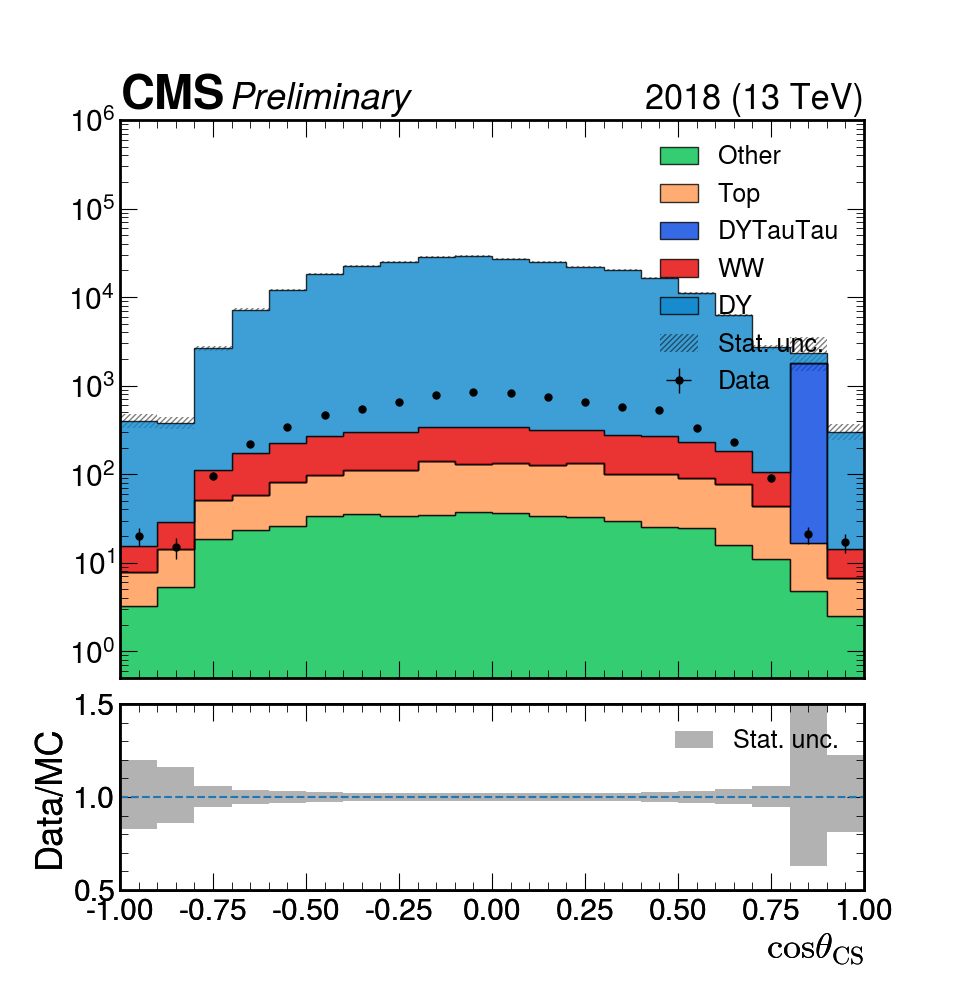 CMS Preliminary 2018 (13 TeV)
10^6
10^5
10^4
10^3
10^2
10^1
10^0
Other
Top
DYTauTau
WW
DY
Stat. unc.
Data
1.5
1.0
0.5
Data/MC
Stat. unc.
-1.00 -0.75 -0.50 -0.25 0.00 0.25 0.50 0.75 1.00
cosθ_CS